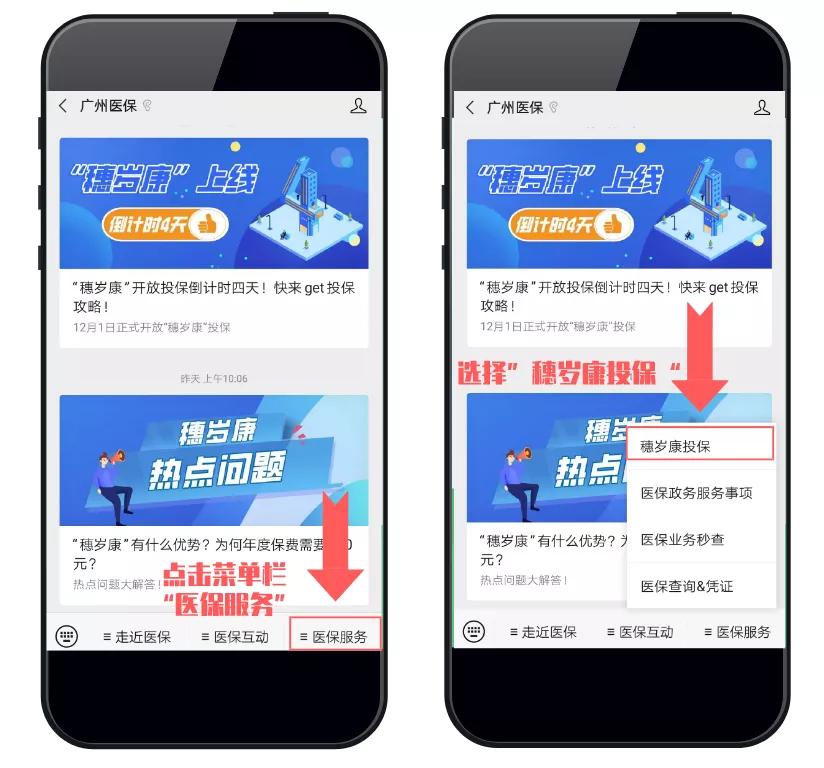 广州医保
“穗岁康”上线
倒计时4天
“穗岁康”开放投保倒计时四天！快来 get 投保
攻略！
12月1日正式开放“穗岁康”投保
昨天 上午10:06
穗岁康
热点问题
“穗岁康”有什么优势？为何年度保费需要
0
元？
热点问题大解答！
点击菜单栏
“医保服务”
走近医保
医保互动
医保服务
广州医保
“穗岁康”上线
倒计时4天
“穗岁康”开放投保倒计时四天！快来 get 投保
攻略！
12月1日正式开放“穗岁康”投保
选择”穗岁康投保“
穗岁
热点
穗岁康投保
医保政务服务事项
医保业务秒查
医保查询&凭证
“穗岁康”有什么优势？为
元？
热点问题大解答！
走近医保
医保互动
医保服务